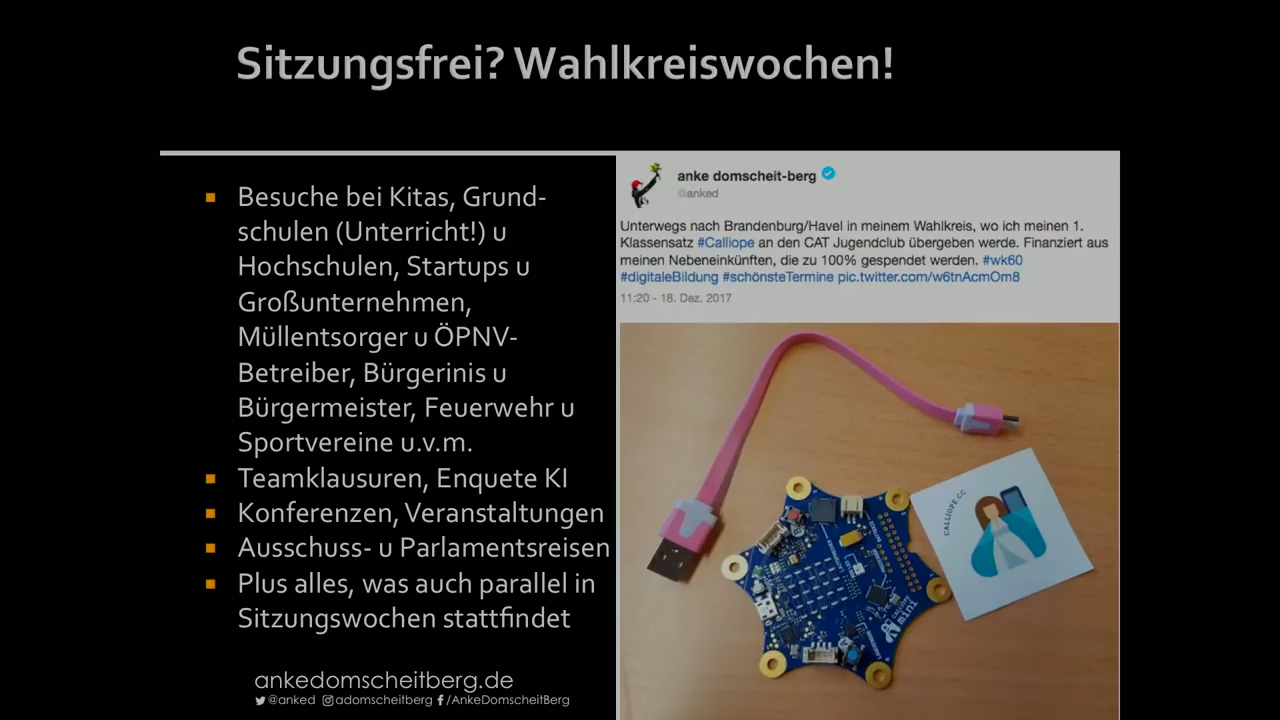 Sitzungsfrei? Wahlkreiswochen!
Besuche bei Kitas, Grund-
schulen (Unterricht!) u
Hochschulen, Startups u
Großunternehmen,
Müllentsorger u ÖPNV-
Betreiber, Bürgerinis u
Bürgermeister, Feuerwehr u
Sportvereine u.v.m.
Teamklausuren, Enquete KI
Konferenzen, Veranstaltungen
Ausschuss- u Parlamentsreisen
Plus alles, was auch parallel in
Sitzungswochen stattfindet
ankedomscheitberg.de
@anked adomscheitberg /AnkeDomscheitBerg
anke domscheit-berg
@anked
Unterwegs nach Brandenburg/Havel in meinem Wahlkreis, wo ich meinen 1.
Klassensatz #Calliope an den CAT Jugendclub übergeben werde. Finanziert aus
meinen Nebeneinkünften, die zu 100% gespendet werden. #wk60
#digitaleBildung #schönsteTermine pic.twitter.com/w6tnAcmOm8
11:20 - 18. Dez. 2017
CALLIOPE.CC
CALLIOPE
mini